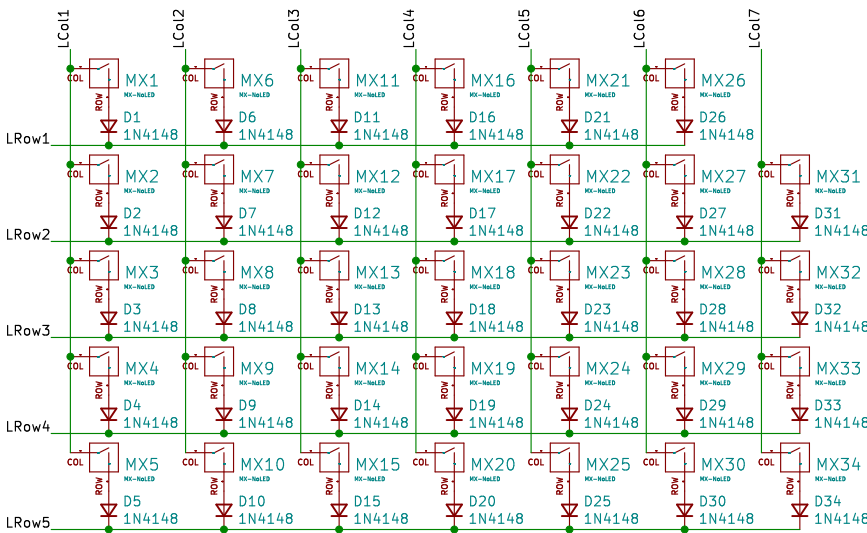 LCol1 LCol2 LCol3 LCol4 LCol5 LCol6 LCol7
COL MX1 COL MX6 COL MX11 COL MX16 COL MX21 COL MX26
MX-NoLED MX-NoLED MX-NoLED MX-NoLED MX-NoLED MX-NoLED
ROW ROW ROW ROW ROW ROW
D1 D6 D11 D16 D21 D26
LRow1 1N4148 1N4148 1N4148 1N4148 1N4148 1N4148
COL MX2 COL MX7 COL MX12 COL MX17 COL MX22 COL MX27 COL MX31
MX-NoLED MX-NoLED MX-NoLED MX-NoLED MX-NoLED MX-NoLED MX-NoLED
ROW ROW ROW ROW ROW ROW ROW
D2 D7 D12 D17 D22 D27 D31
LRow2 1N4148 1N4148 1N4148 1N4148 1N4148 1N4148 1N4148
COL MX3 COL MX8 COL MX13 COL MX18 COL MX23 COL MX28 COL MX32
MX-NoLED MX-NoLED MX-NoLED MX-NoLED MX-NoLED MX-NoLED MX-NoLED
ROW ROW ROW ROW ROW ROW ROW
D3 D8 D13 D18 D23 D28 D32
LRow3 1N4148 1N4148 1N4148 1N4148 1N4148 1N4148 1N4148
COL MX4 COL MX9 COL MX14 COL MX19 COL MX24 COL MX29 COL MX33
MX-NoLED MX-NoLED MX-NoLED MX-NoLED MX-NoLED MX-NoLED MX-NoLED
ROW ROW ROW ROW ROW ROW ROW
D4 D9 D14 D19 D24 D29 D33
LRow4 1N4148 1N4148 1N4148 1N4148 1N4148 1N4148 1N4148
COL MX5 COL MX10 COL MX15 COL MX20 COL MX25 COL MX30 COL MX34
MX-NoLED MX-NoLED MX-NoLED MX-NoLED MX-NoLED MX-NoLED MX-NoLED
ROW ROW ROW ROW ROW ROW ROW
D5 D10 D15 D20 D25 D30 D34
LRow5 1N4148 1N4148 1N4148 1N4148 1N4148 1N4148 1N4148